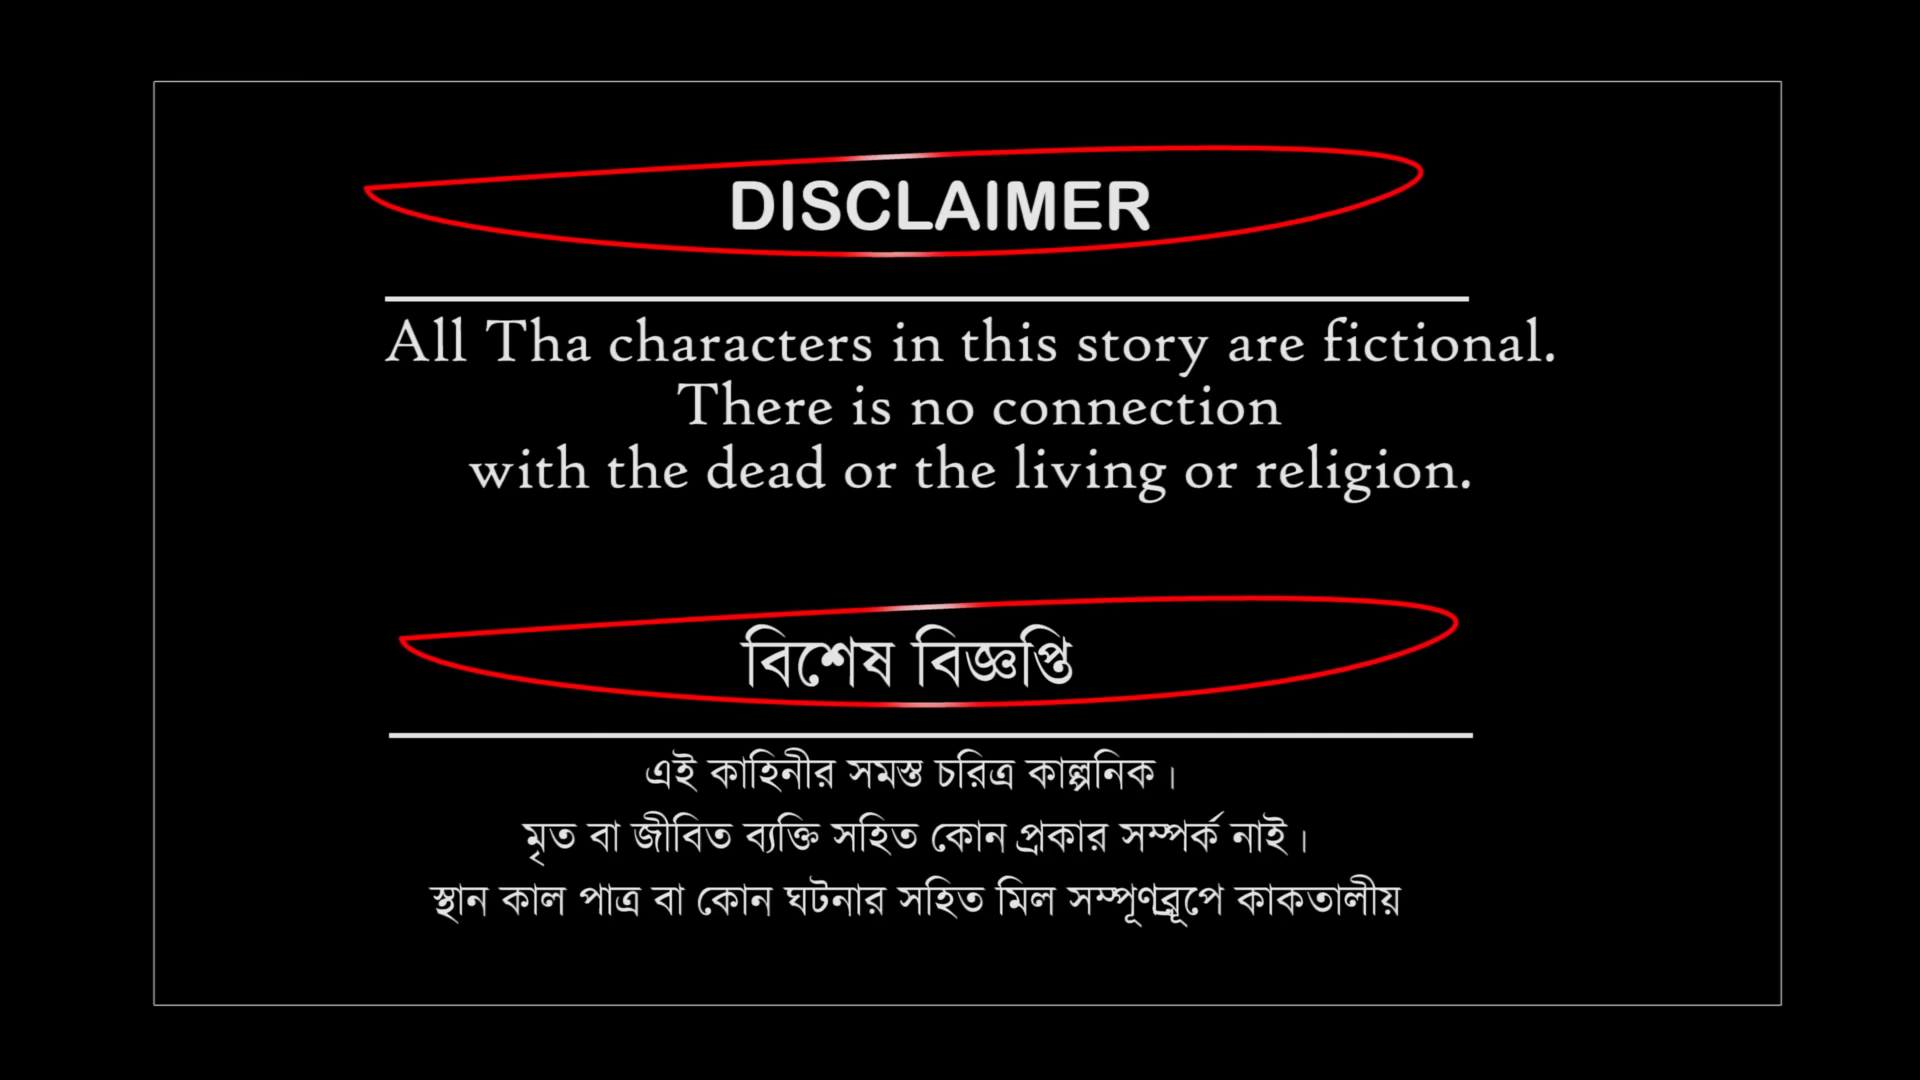 DISCLAIMER
All Tha characters in this story are fictional.
There is no connection
with the dead or the living or religion.
বিশেষ বিজ্ঞপ্তি
এই কাহিনীর সমস্ত চরিত্র কাল্পনিক।
মৃত বা জীবিত ব্যক্তি সহিত কোন প্রকার সম্পর্ক নাই।
স্থান কাল পাত্র বা কোন ঘটনার সহিত মিল সম্পূণব্রূপে কাকতালীয়